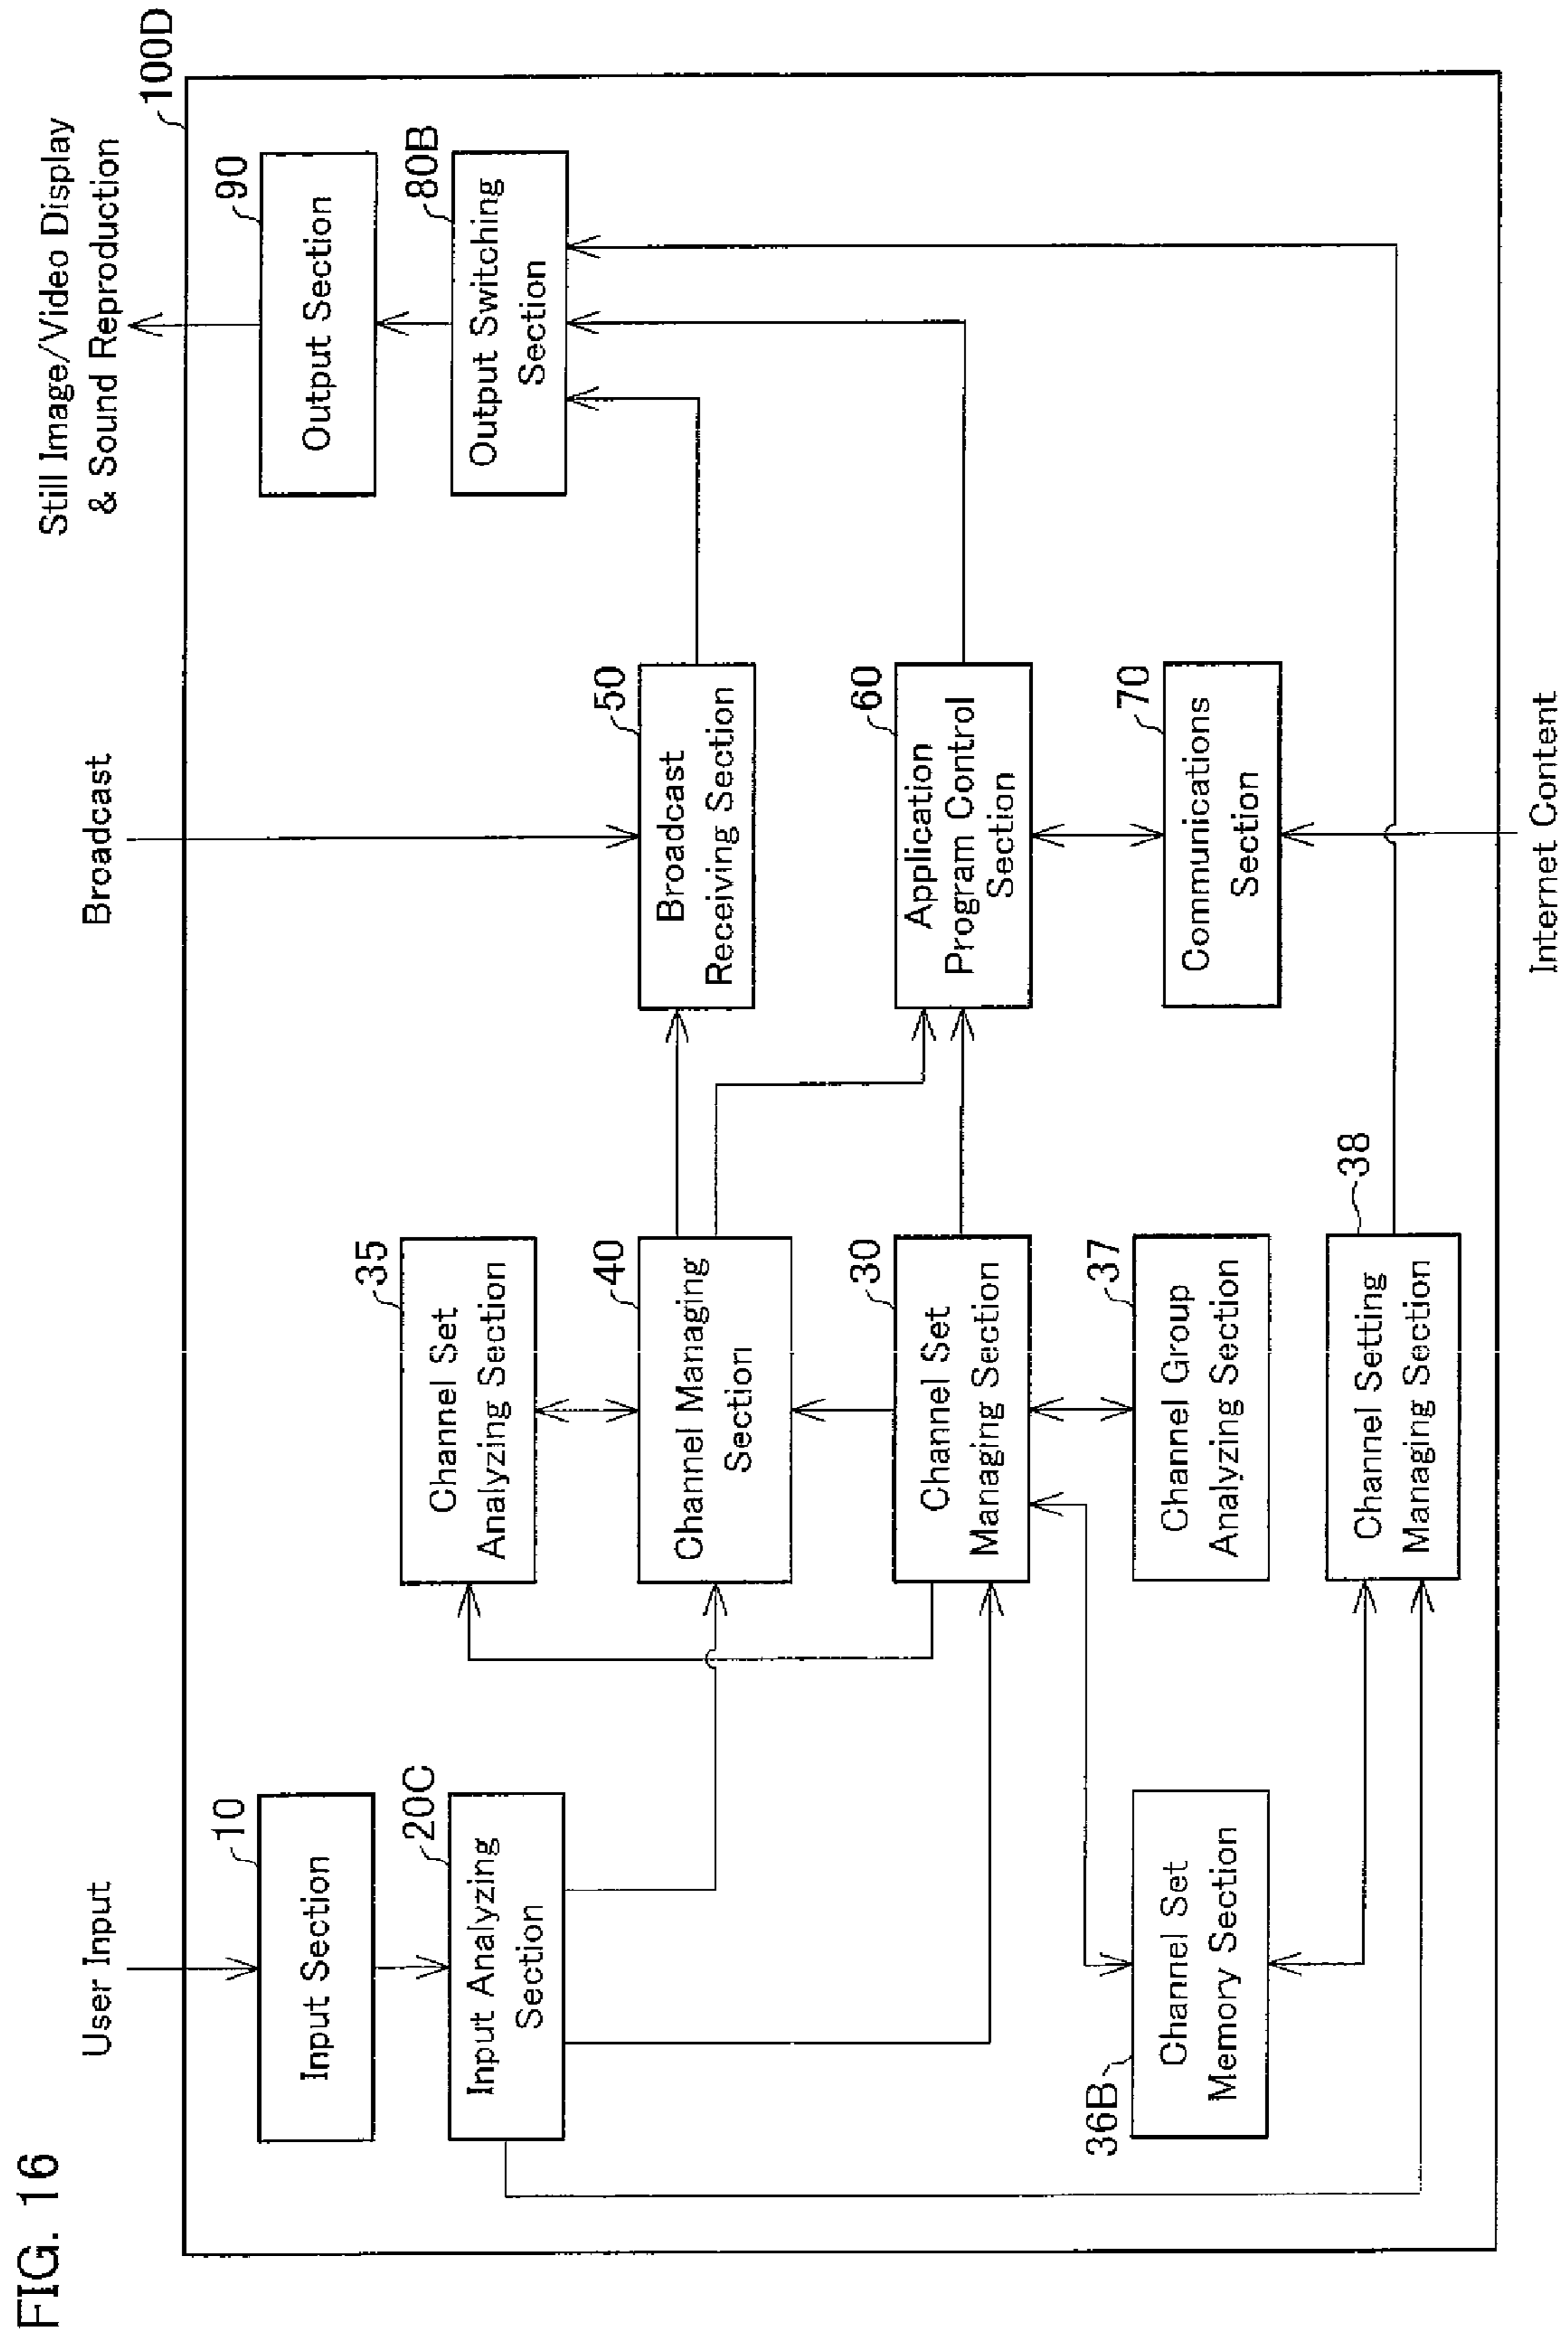 FIG. 16
User Input
Broadcast
Still Image/Video Display
& Sound Reproduction
100D
10
Input Section
20C
Input Analyzing
Section
36B
Channel Set
Memory Section
35
Channel Set
Analyzing Section
40
Channel Managing
Section
30
Channel Set
Managing Section
37
Channel Group
Analyzing Section
38
Channel Setting
Managing Section
50
Broadcast
Receiving Section
60
Application
Program Control
Section
70
Communications
Section
90
Output Section
80B
Output Switching
Section
Internet Content